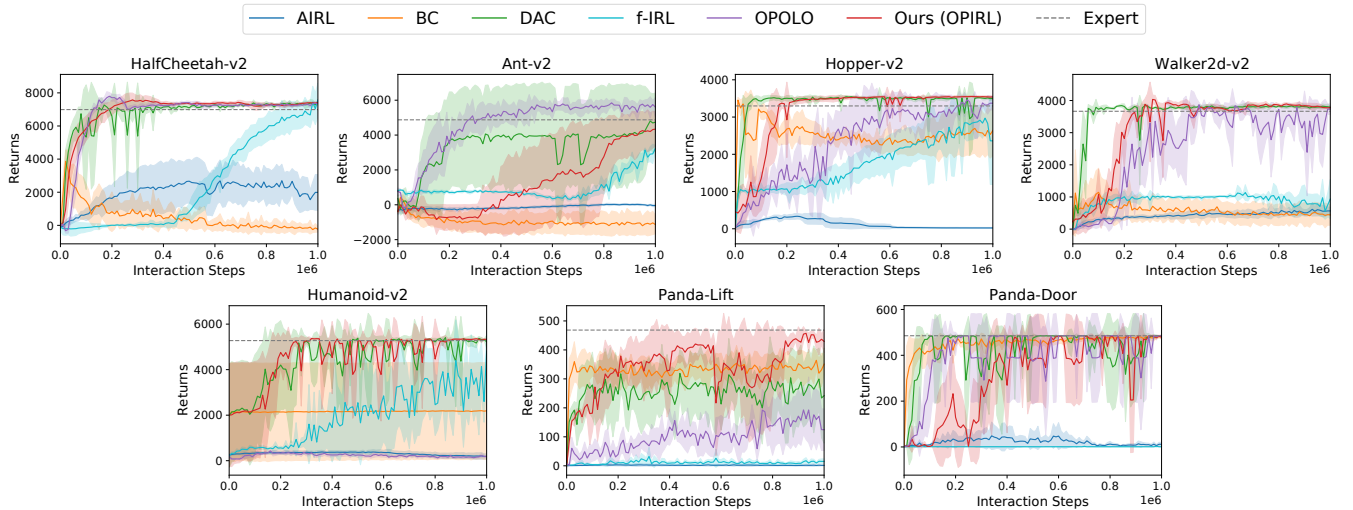 AIRL BC DAC f-IRL OPOLO Ours (OPIRL) Expert
HalfCheetah-v2 Ant-v2 Hopper-v2 Walker2d-v2
Returns
8000
6000
4000
2000
0
0.0 0.2 0.4 0.6 0.8 1.0
Interaction Steps 1e6
Returns
6000
4000
2000
0
−2000
0.0 0.2 0.4 0.6 0.8 1.0
Interaction Steps 1e6
Returns
4000
3000
2000
1000
0
0.0 0.2 0.4 0.6 0.8 1.0
Interaction Steps 1e6
Returns
4000
3000
2000
1000
0
0.0 0.2 0.4 0.6 0.8 1.0
Interaction Steps 1e6
Humanoid-v2 Panda-Lift Panda-Door
Returns
6000
4000
2000
0
0.0 0.2 0.4 0.6 0.8 1.0
Interaction Steps 1e6
Returns
500
400
300
200
100
0
0.0 0.2 0.4 0.6 0.8 1.0
Interaction Steps 1e6
Returns
600
400
200
0
0.0 0.2 0.4 0.6 0.8 1.0
Interaction Steps 1e6